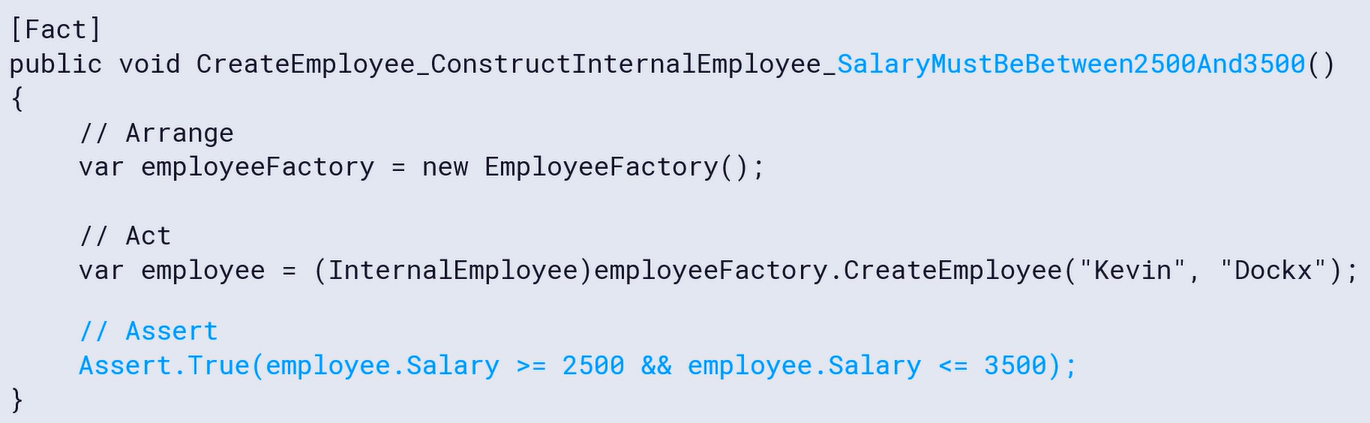 [Fact]
public void CreateEmployee_ConstructInternalEmployee_SalaryMustBeBetween2500And3500()
{
// Arrange
var employeeFactory = new EmployeeFactory();
// Act
var employee = (InternalEmployee)employeeFactory.CreateEmployee("Kevin", "Dockx");
// Assert
Assert.True(employee.Salary >= 2500 && employee.Salary <= 3500);
}